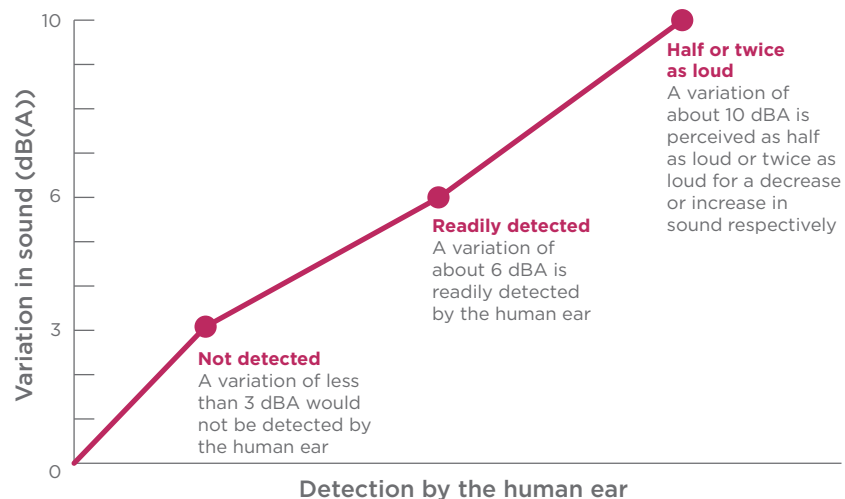 10
Half or twice
as loud
A variation of
about 10 dBA is
perceived as half
as loud or twice as
loud for a decrease
or increase in
sound respectively
Variation in sound (dB(A))
6
Readily detected
A variation of
about 6 dBA is
readily detected
by the human ear
3
Not detected
A variation of less
than 3 dBA would
not be detected by
the human ear
0
Detection by the human ear